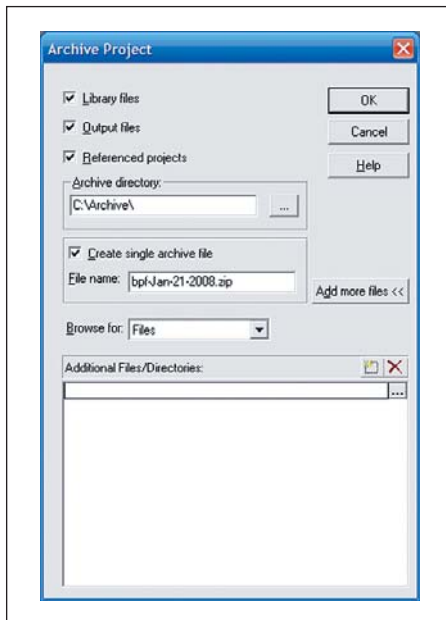 Archive Project
Library files
Output files
Referenced projects
OK
Cancel
Help
Archive directory:
C:\Archive\
...
Create single archive file
File name: bpf-Jan-21-2008.zip
Add more files <<
Browse for: Files
Additional Files/Directories:
...